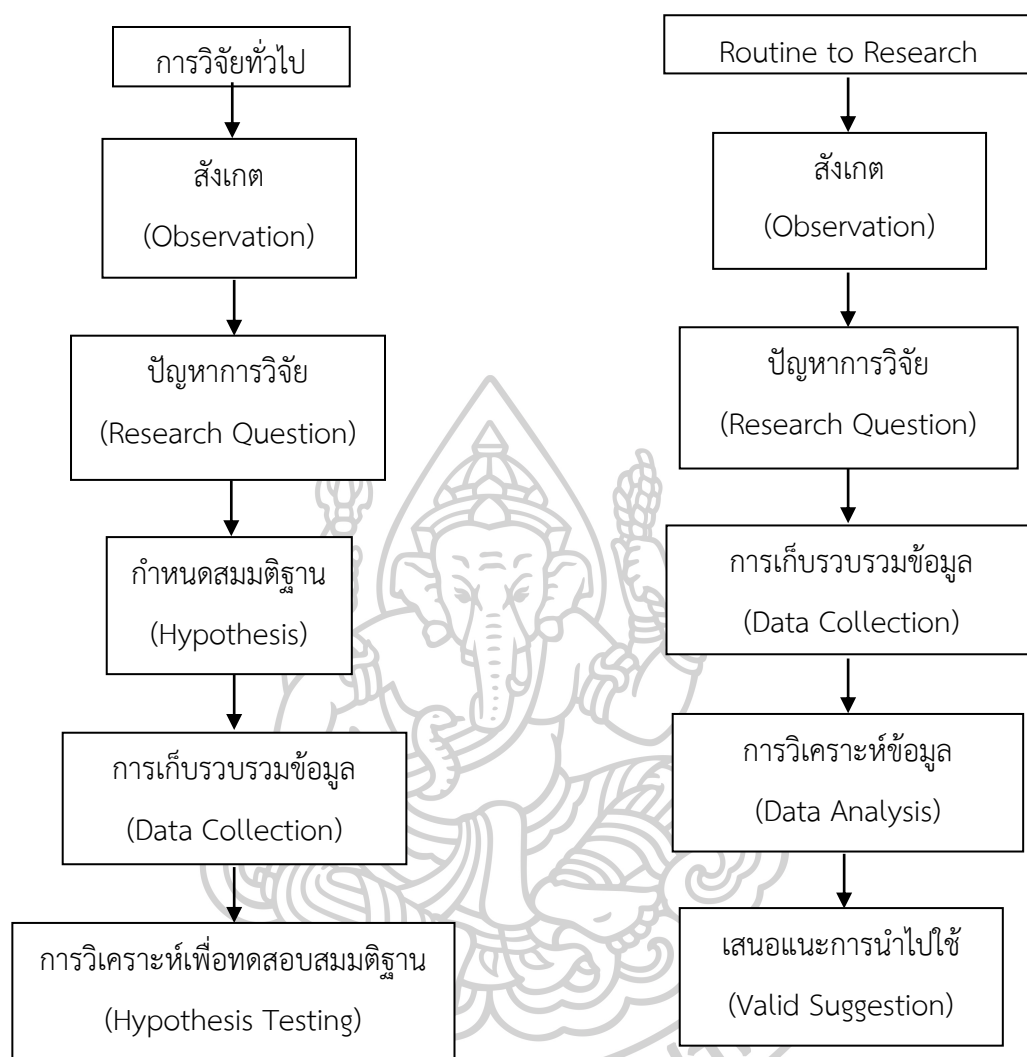 การวิจัยทั่วไป
สังเกต
(Observation)
ปัญหาการวิจัย
(Research Question)
กำหนดสมมติฐาน
(Hypothesis)
การเก็บรวบรวมข้อมูล
(Data Collection)
การวิเคราะห์เพื่อทดสอบสมมติฐาน
(Hypothesis Testing)
Routine to Research
สังเกต
(Observation)
ปัญหาการวิจัย
(Research Question)
การเก็บรวบรวมข้อมูล
(Data Collection)
การวิเคราะห์ข้อมูล
(Data Analysis)
เสนอแนะการนำไปใช้
(Valid Suggestion)